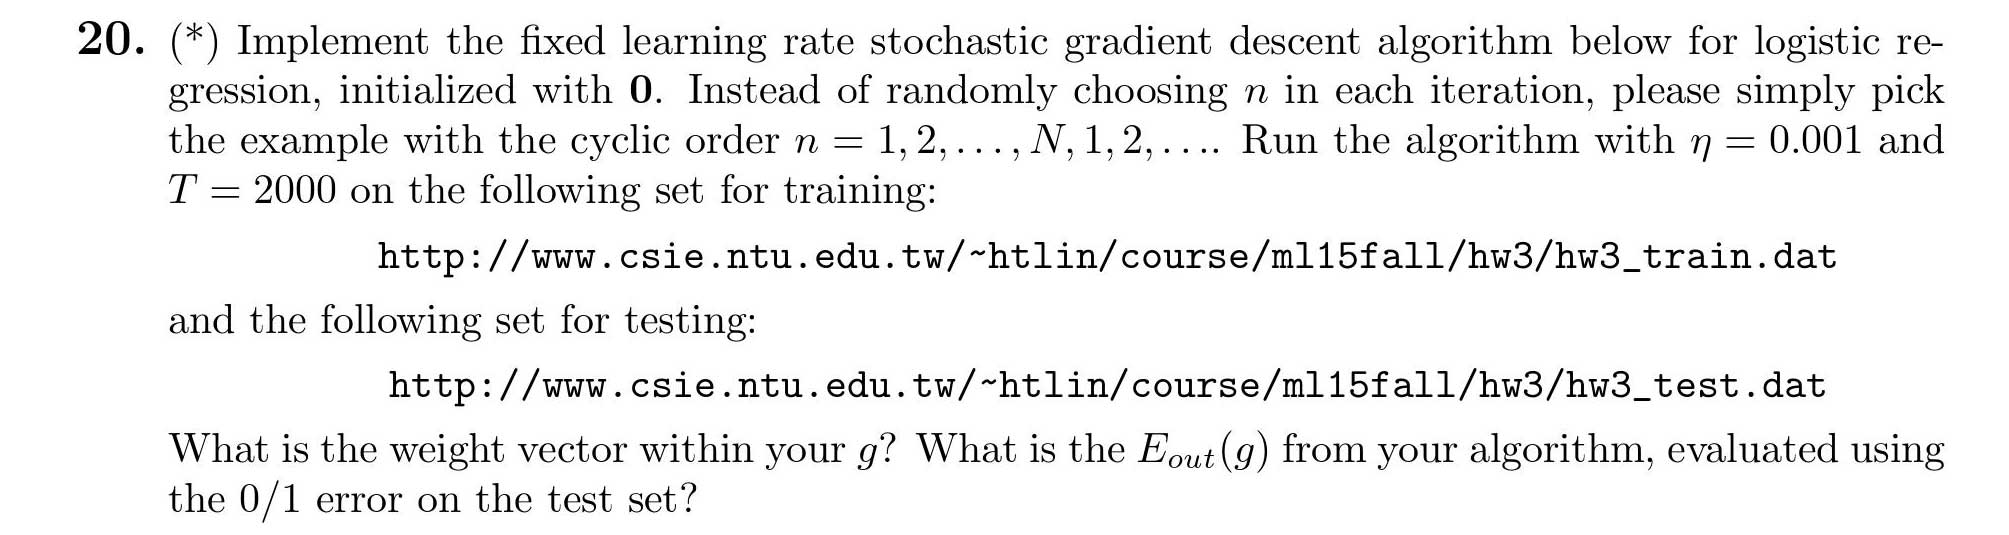 20. (*) Implement the fixed learning rate stochastic gradient descent algorithm below for logistic re-
gression, initialized with 0. Instead of randomly choosing n in each iteration, please simply pick
the example with the cyclic order n = 1, 2, . . . , N, 1, 2, . . .. Run the algorithm with η = 0.001 and
T = 2000 on the following set for training:
http://www.csie.ntu.edu.tw/~htlin/course/ml15fall/hw3/hw3_train.dat
and the following set for testing:
http://www.csie.ntu.edu.tw/~htlin/course/ml15fall/hw3/hw3_test.dat
What is the weight vector within your g? What is the E_{out}(g) from your algorithm, evaluated using
the 0/1 error on the test set?